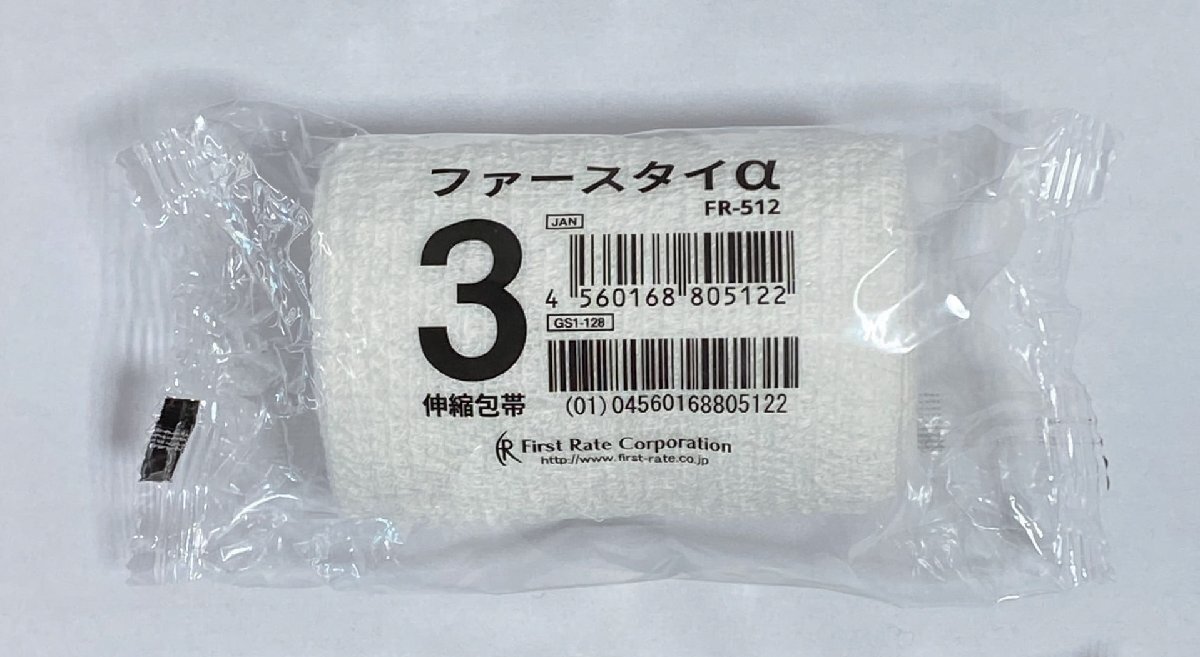 ファースタイα
FR-512
3
JAN
4 560168 805122
GS1-128
伸縮包帯
(01)04560168805122
First Rate Corporation
http://www.first-rate.co.jp